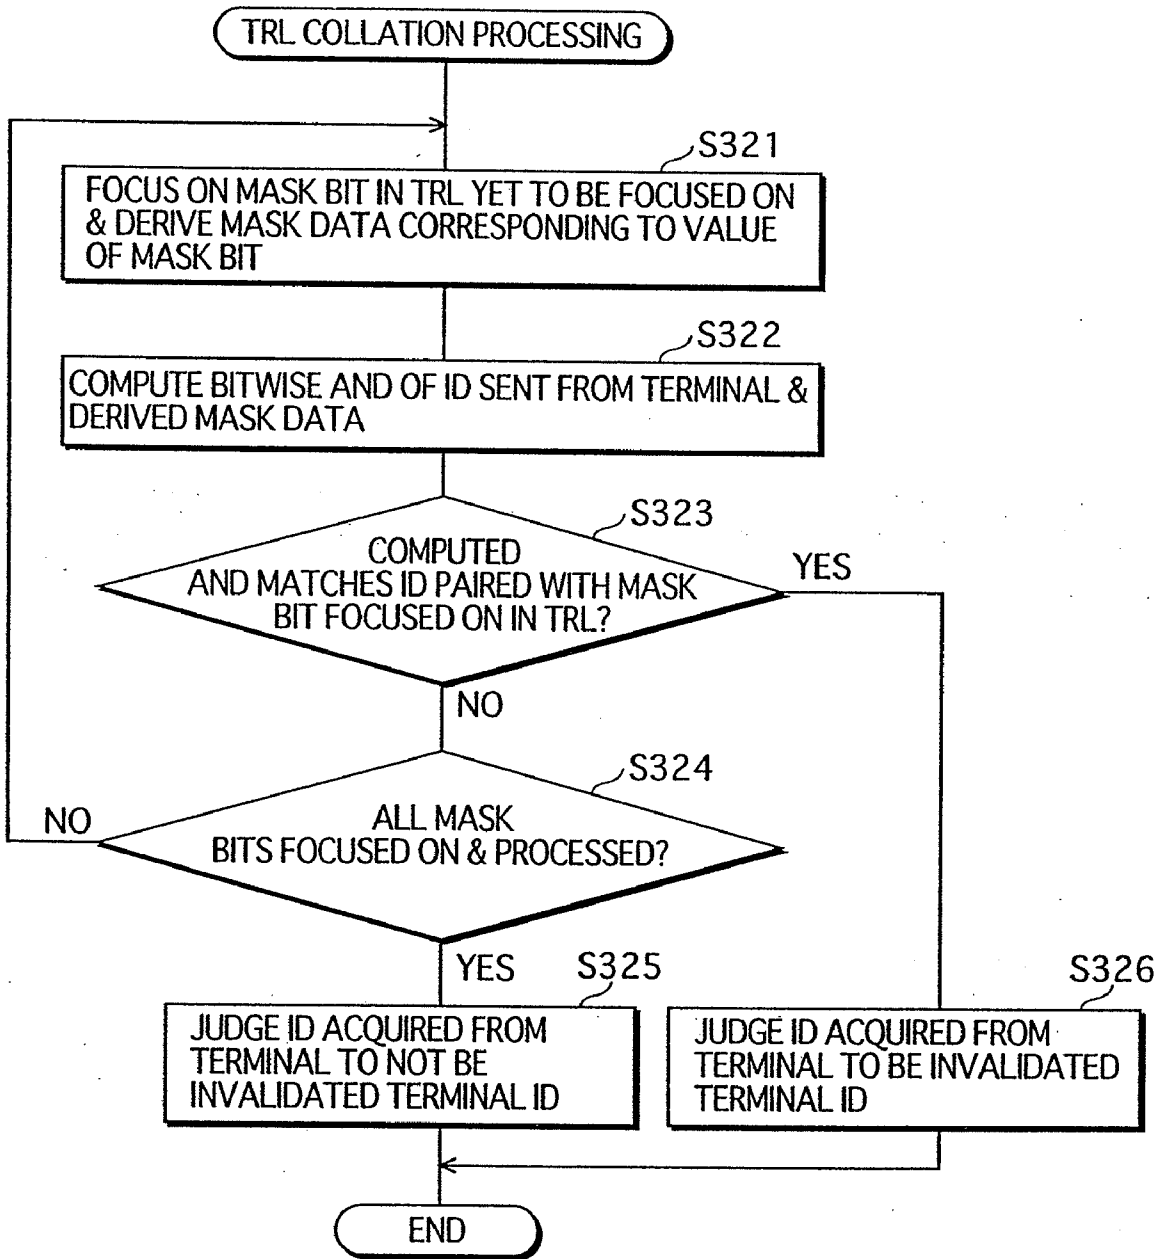 TRL COLLATION PROCESSING
S321
FOCUS ON MASK BIT IN TRL YET TO BE FOCUSED ON
& DERIVE MASK DATA CORRESPONDING TO VALUE
OF MASK BIT
S322
COMPUTE BITWISE AND OF ID SENT FROM TERMINAL &
DERIVED MASK DATA
S323
COMPUTED
AND MATCHES ID PAIRED WITH MASK
BIT FOCUSED ON IN TRL?
YES
NO
S324
ALL MASK
BITS FOCUSED ON & PROCESSED?
NO
YES
S325
JUDGE ID ACQUIRED FROM
TERMINAL TO NOT BE
INVALIDATED TERMINAL ID
S326
JUDGE ID ACQUIRED FROM
TERMINAL TO BE INVALIDATED
TERMINAL ID
END